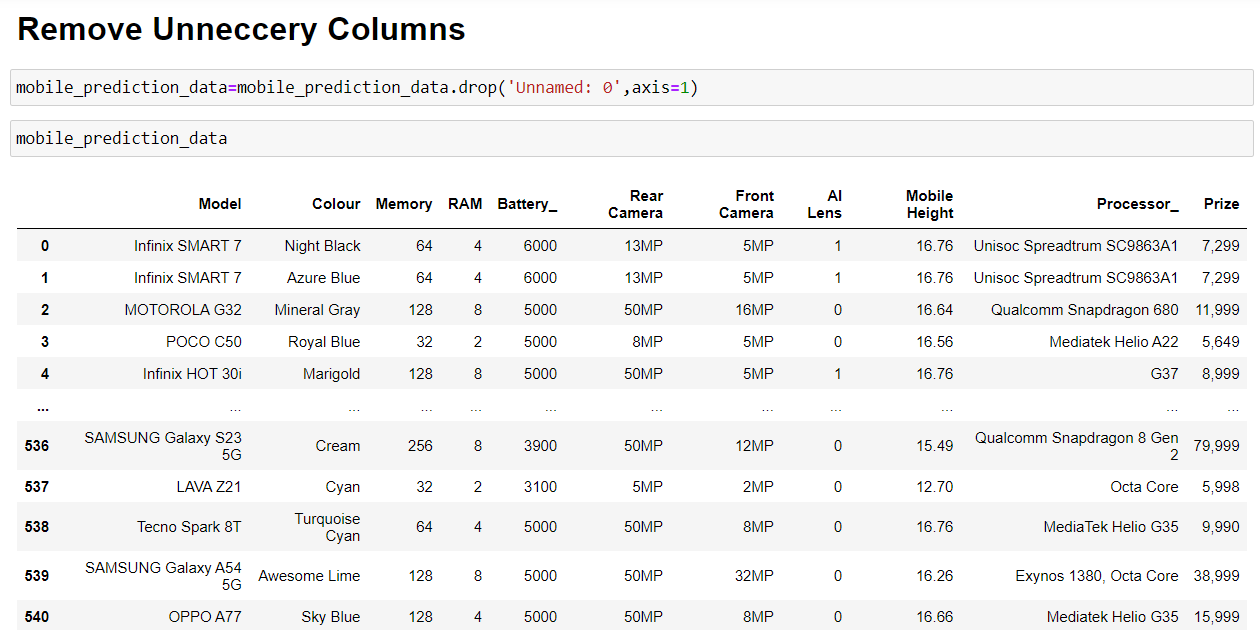 Remove Unneccery Columns
mobile_prediction_data=mobile_prediction_data.drop('Unnamed: 0',axis=1)
mobile_prediction_data
Model Colour Memory RAM Battery_ Rear Camera Front Camera AI Lens Mobile Height Processor_ Prize
0 Infinix SMART 7 Night Black 64 4 6000 13MP 5MP 1 16.76 Unisoc Spreadtrum SC9863A1 7,299
1 Infinix SMART 7 Azure Blue 64 4 6000 13MP 5MP 1 16.76 Unisoc Spreadtrum SC9863A1 7,299
2 MOTOROLA G32 Mineral Gray 128 8 5000 50MP 16MP 0 16.64 Qualcomm Snapdragon 680 11,999
3 POCO C50 Royal Blue 32 2 5000 8MP 5MP 0 16.56 Mediatek Helio A22 5,649
4 Infinix HOT 30i Marigold 128 8 5000 50MP 5MP 1 16.76 G37 8,999
... ... ... ... ... ... ... ... ... ... ... ...
536 SAMSUNG Galaxy S23 5G Cream 256 8 3900 50MP 12MP 0 15.49 Qualcomm Snapdragon 8 Gen 2 79,999
537 LAVA Z21 Cyan 32 2 3100 5MP 2MP 0 12.70 Octa Core 5,998
538 Tecno Spark 8T Turquoise Cyan 64 4 5000 50MP 8MP 0 16.76 MediaTek Helio G35 9,990
539 SAMSUNG Galaxy A54 5G Awesome Lime 128 8 5000 50MP 32MP 0 16.26 Exynos 1380, Octa Core 38,999
540 OPPO A77 Sky Blue 128 4 5000 50MP 8MP 0 16.66 Mediatek Helio G35 15,999